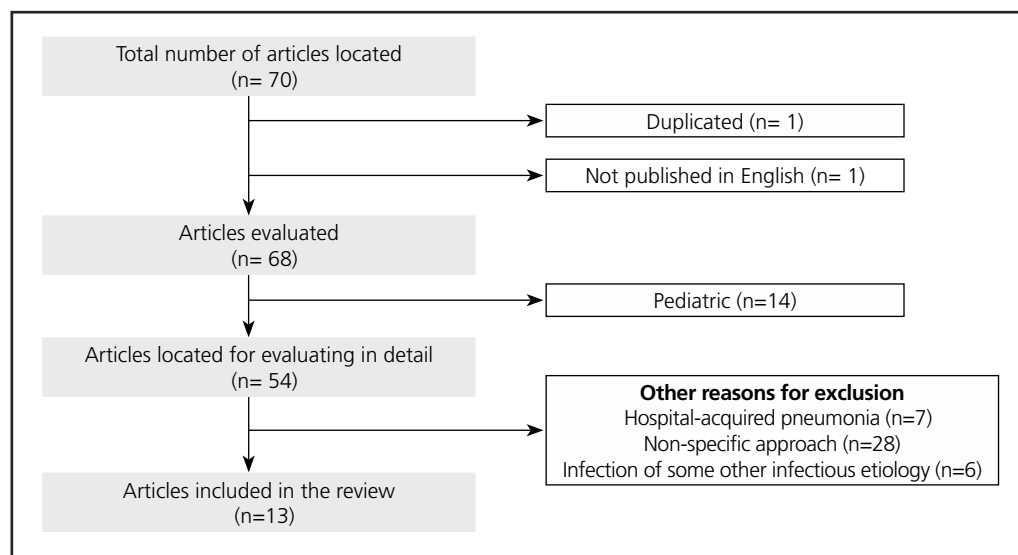 Total number of articles located
(n= 70)
Duplicated (n= 1)
Not published in English (n= 1)
Articles evaluated
(n= 68)
Pediatric (n=14)
Articles located for evaluating in detail
(n= 54)
Other reasons for exclusion
Hospital-acquired pneumonia (n=7)
Non-specific approach (n=28)
Infection of some other infectious etiology (n=6)
Articles included in the review
(n=13)